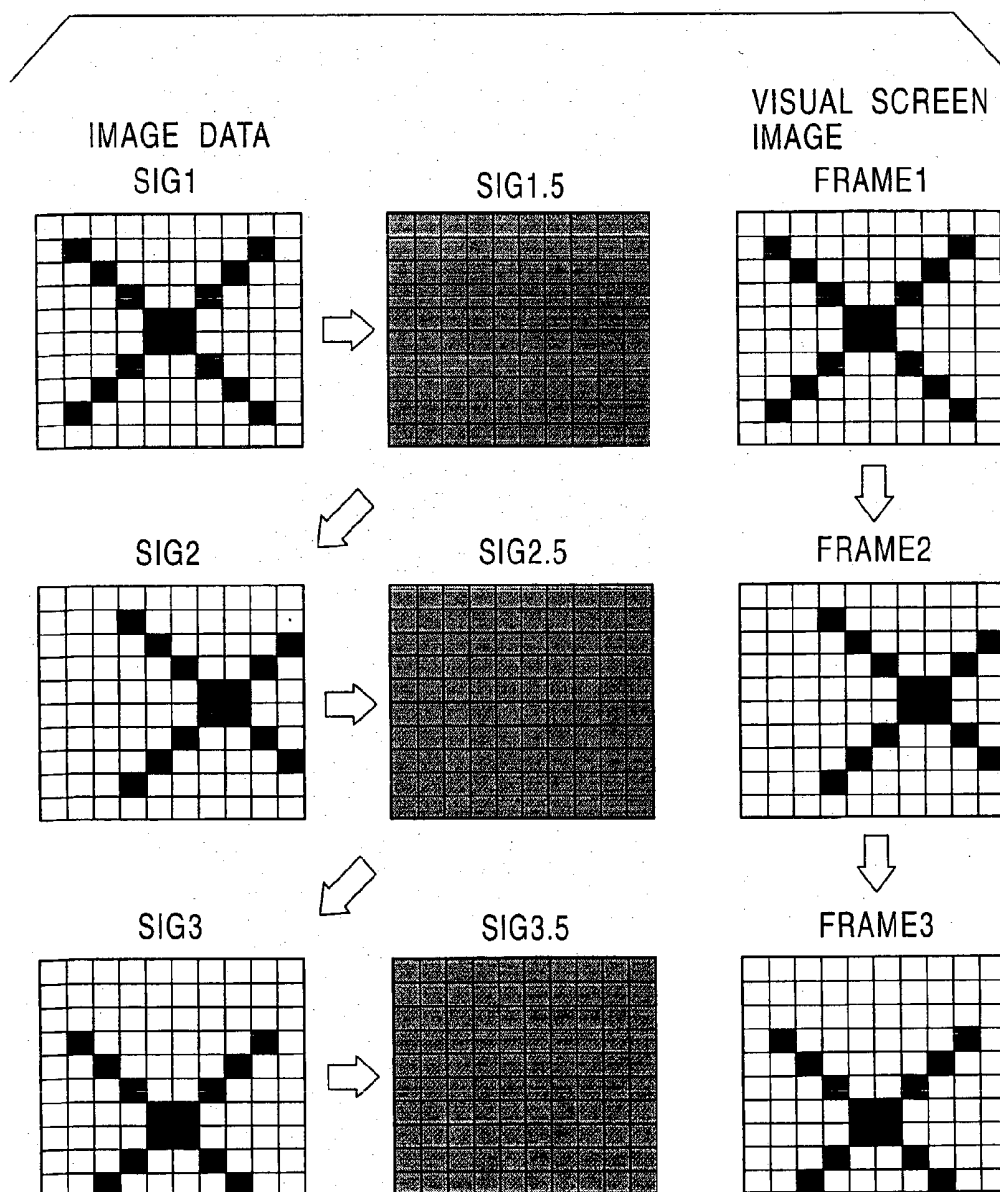 IMAGE DATA
VISUAL SCREEN
IMAGE
SIG1
SIG1.5
FRAME1
SIG2
SIG2.5
FRAME2
SIG3
SIG3.5
FRAME3